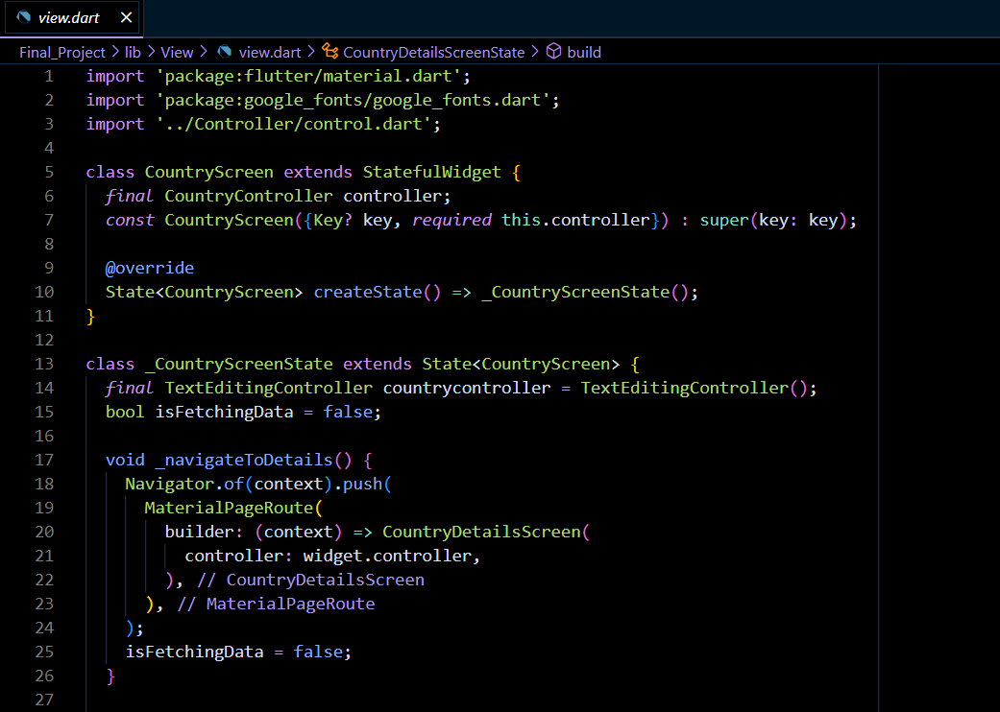 view.dart ×
Final_Project > lib > View > view.dart > CountryDetailsScreenState > build
1 import 'package:flutter/material.dart';
2 import 'package:google_fonts/google_fonts.dart';
3 import '../Controller/control.dart';
4
5 class CountryScreen extends StatefulWidget {
6   final CountryController controller;
7   const CountryScreen({Key? key, required this.controller}) : super(key: key);
8
9   @override
10   State<CountryScreen> createState() => _CountryScreenState();
11 }
12
13 class _CountryScreenState extends State<CountryScreen> {
14   final TextEditingController countrycontroller = TextEditingController();
15   bool isFetchingData = false;
16
17   void _navigateToDetails() {
18     Navigator.of(context).push(
19       MaterialPageRoute(
20         builder: (context) => CountryDetailsScreen(
21           controller: widget.controller,
22         ), // CountryDetailsScreen
23       ), // MaterialPageRoute
24     );
25     isFetchingData = false;
26   }
27